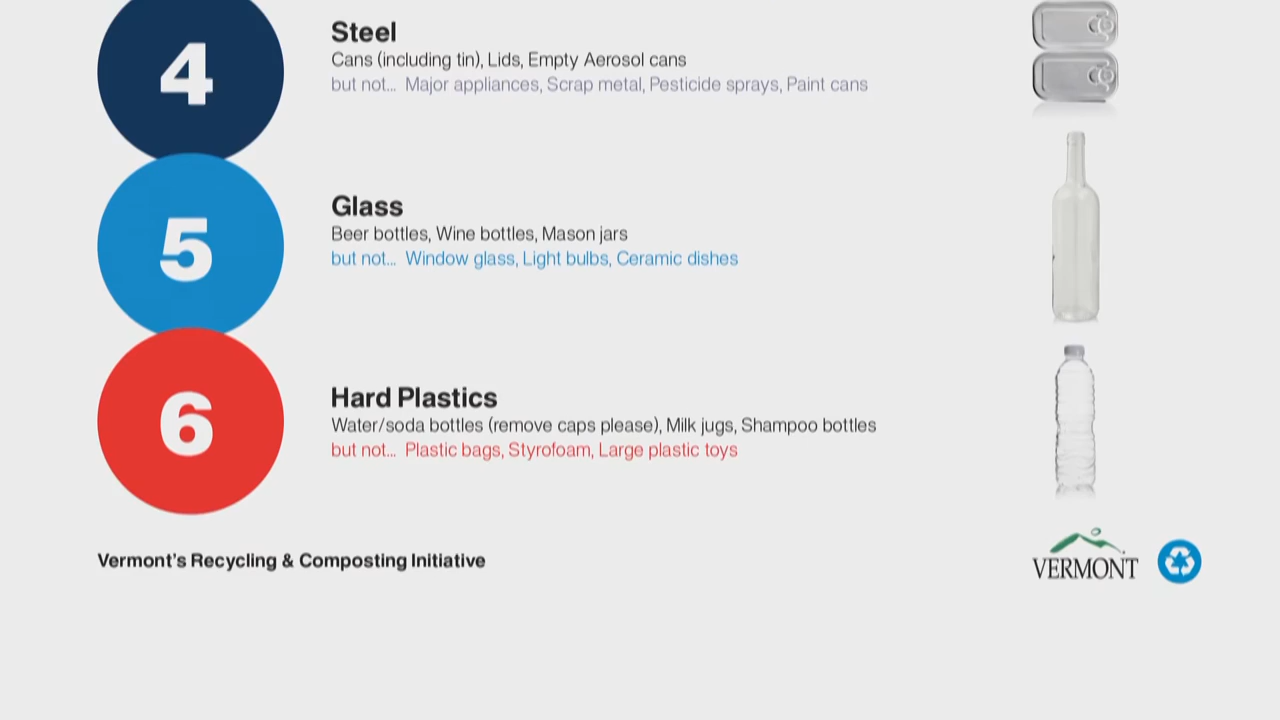 4
Steel
Cans (including tin), Lids, Empty Aerosol cans
but not... Major appliances, Scrap metal, Pesticide sprays, Paint cans
5
Glass
Beer bottles, Wine bottles, Mason jars
but not... Window glass, Light bulbs, Ceramic dishes
6
Hard Plastics
Water/soda bottles (remove caps please), Milk jugs, Shampoo bottles
but not... Plastic bags, Styrofoam, Large plastic toys
Vermont's Recycling & Composting Initiative
VERMONT